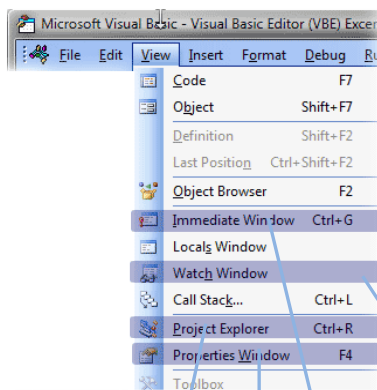 Microsoft Visual Basic - Visual Basic Editor (VBE) Excer
File Edit View Insert Format Debug Ru
Code F7
Object Shift+F7
Definition Shift+F2
Last Position Ctrl+Shift+F2
Object Browser F2
Immediate Window Ctrl+G
Locals Window
Watch Window
Call Stack... Ctrl+L
Project Explorer Ctrl+R
Properties Window F4
Toolbox